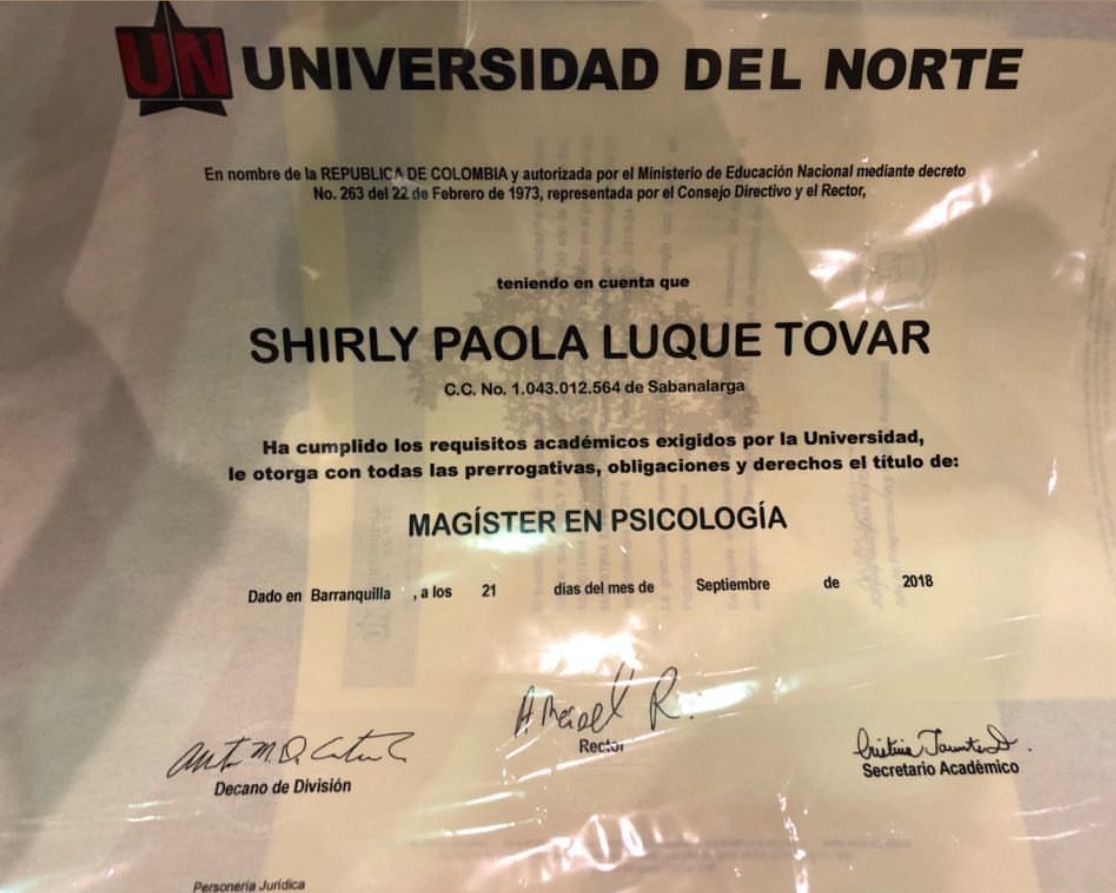 UN UNIVERSIDAD DEL NORTE
En nombre de la REPUBLICA DE COLOMBIA y autorizada por el Ministerio de Educación Nacional mediante decreto
No. 263 del 22 de Febrero de 1973, representada por el Consejo Directivo y el Rector,
teniendo en cuenta que
SHIRLY PAOLA LUQUE TOVAR
C.C. No. 1.043.012.564 de Sabanalarga
Ha cumplido los requisitos académicos exigidos por la Universidad,
le otorga con todas las prerrogativas, obligaciones y derechos el título de:
MAGÍSTER EN PSICOLOGÍA
Dado en Barranquilla , a los 21 dias del mes de Septiembre de 2018
Rector
Decano de División
Secretario Académico
Personería Jurídica